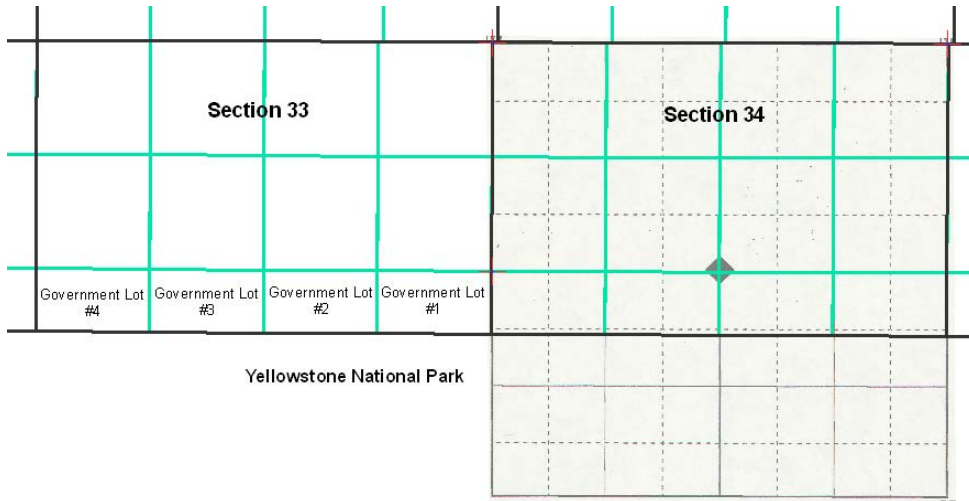 Section 33
Section 34
Government Lot
#4
Government Lot
#3
Government Lot
#2
Government Lot
#1
Yellowstone National Park